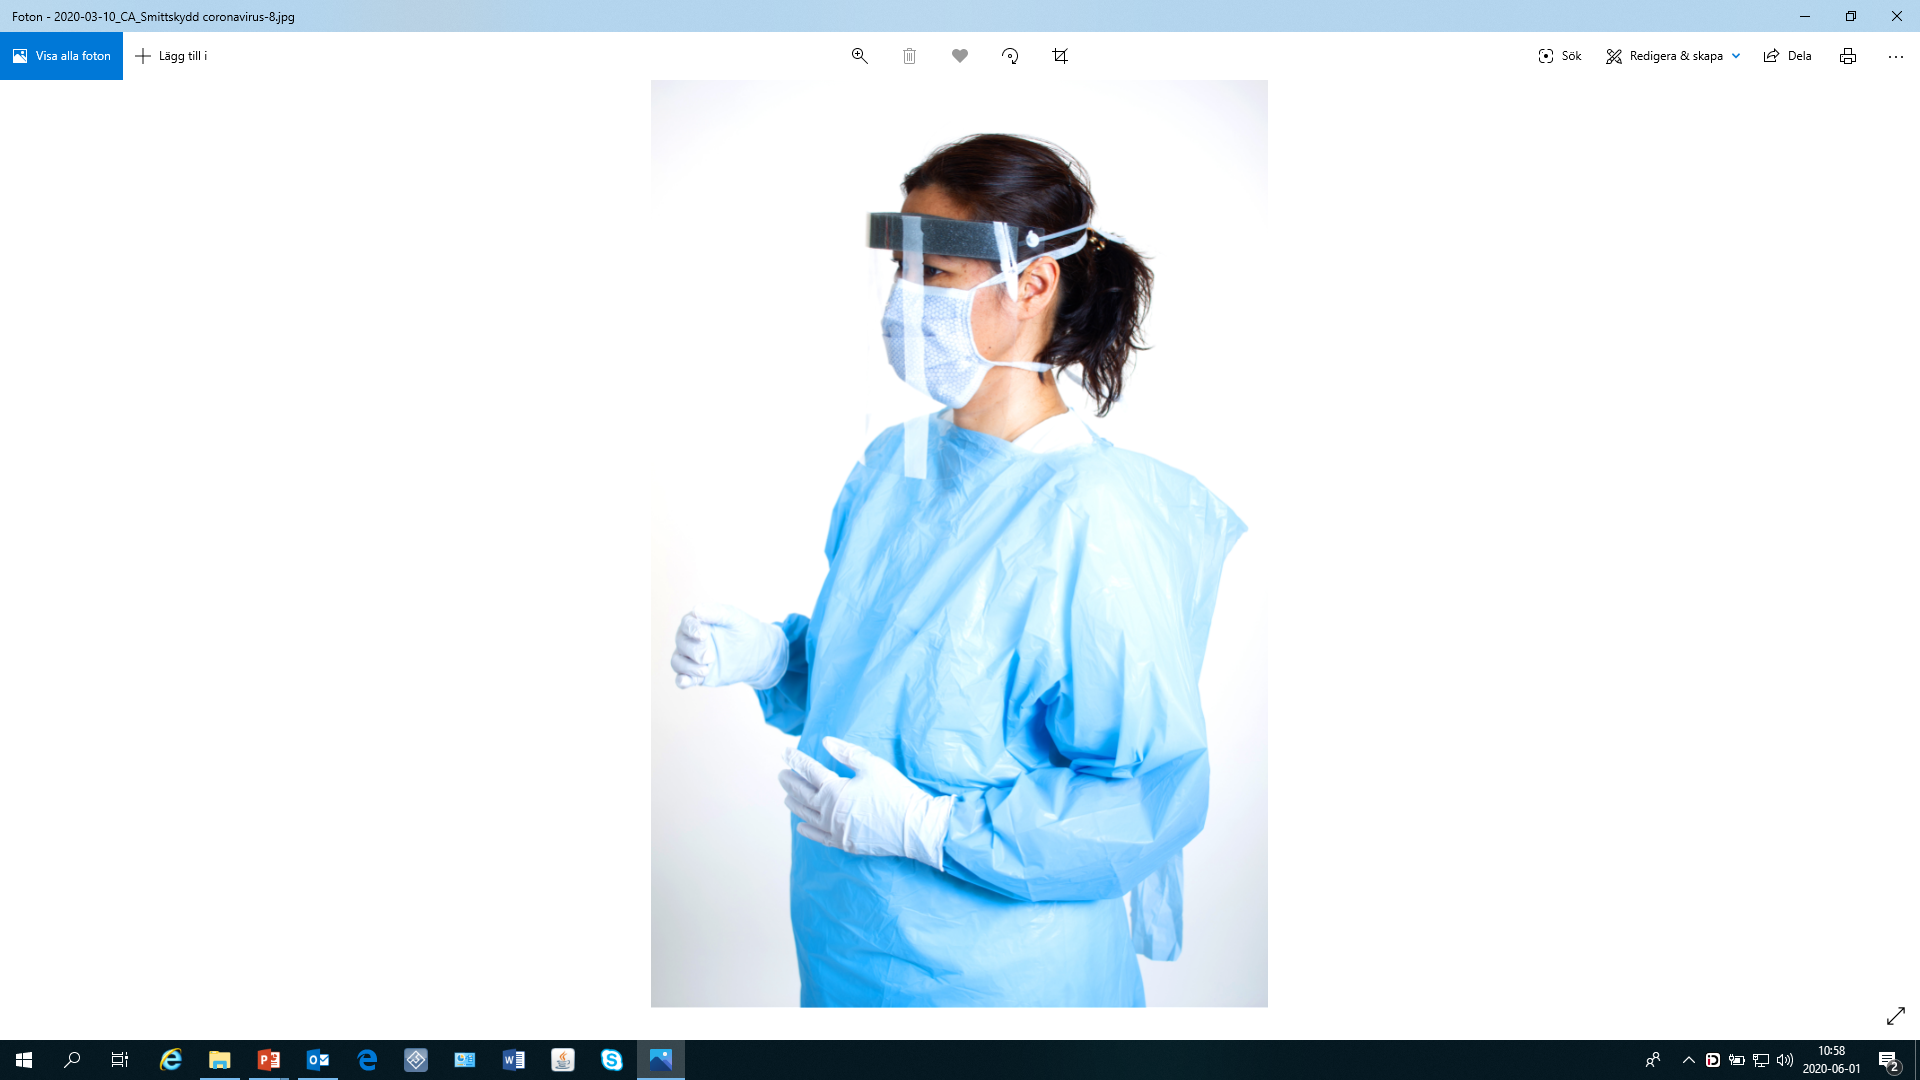 Foton - 2020-03-10_CA_Smittskydd coronavirus-8.jpg
Visa alla foton
Lägg till i
Sök
Redigera & skapa
Dela
10:58
2020-06-01
2